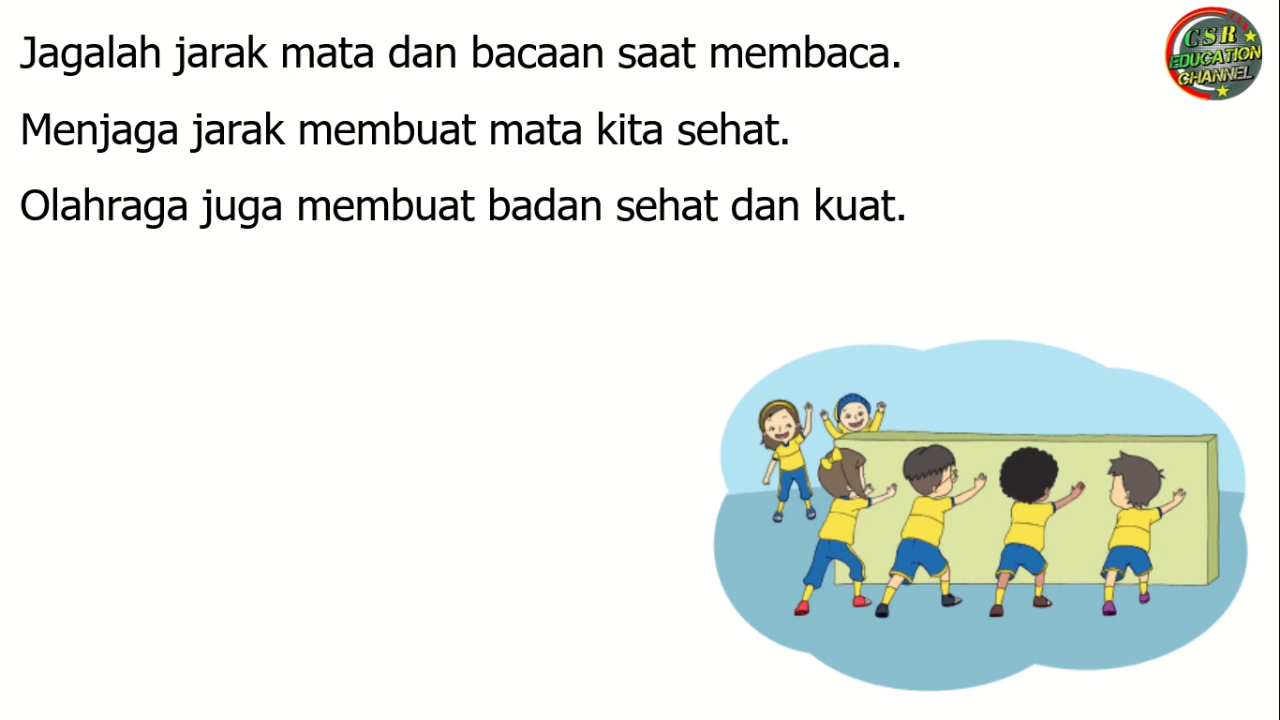 Jagalah jarak mata dan bacaan saat membaca.
Menjaga jarak membuat mata kita sehat.
Olahraga juga membuat badan sehat dan kuat.
GSR
EDUCATION
CHANNEL